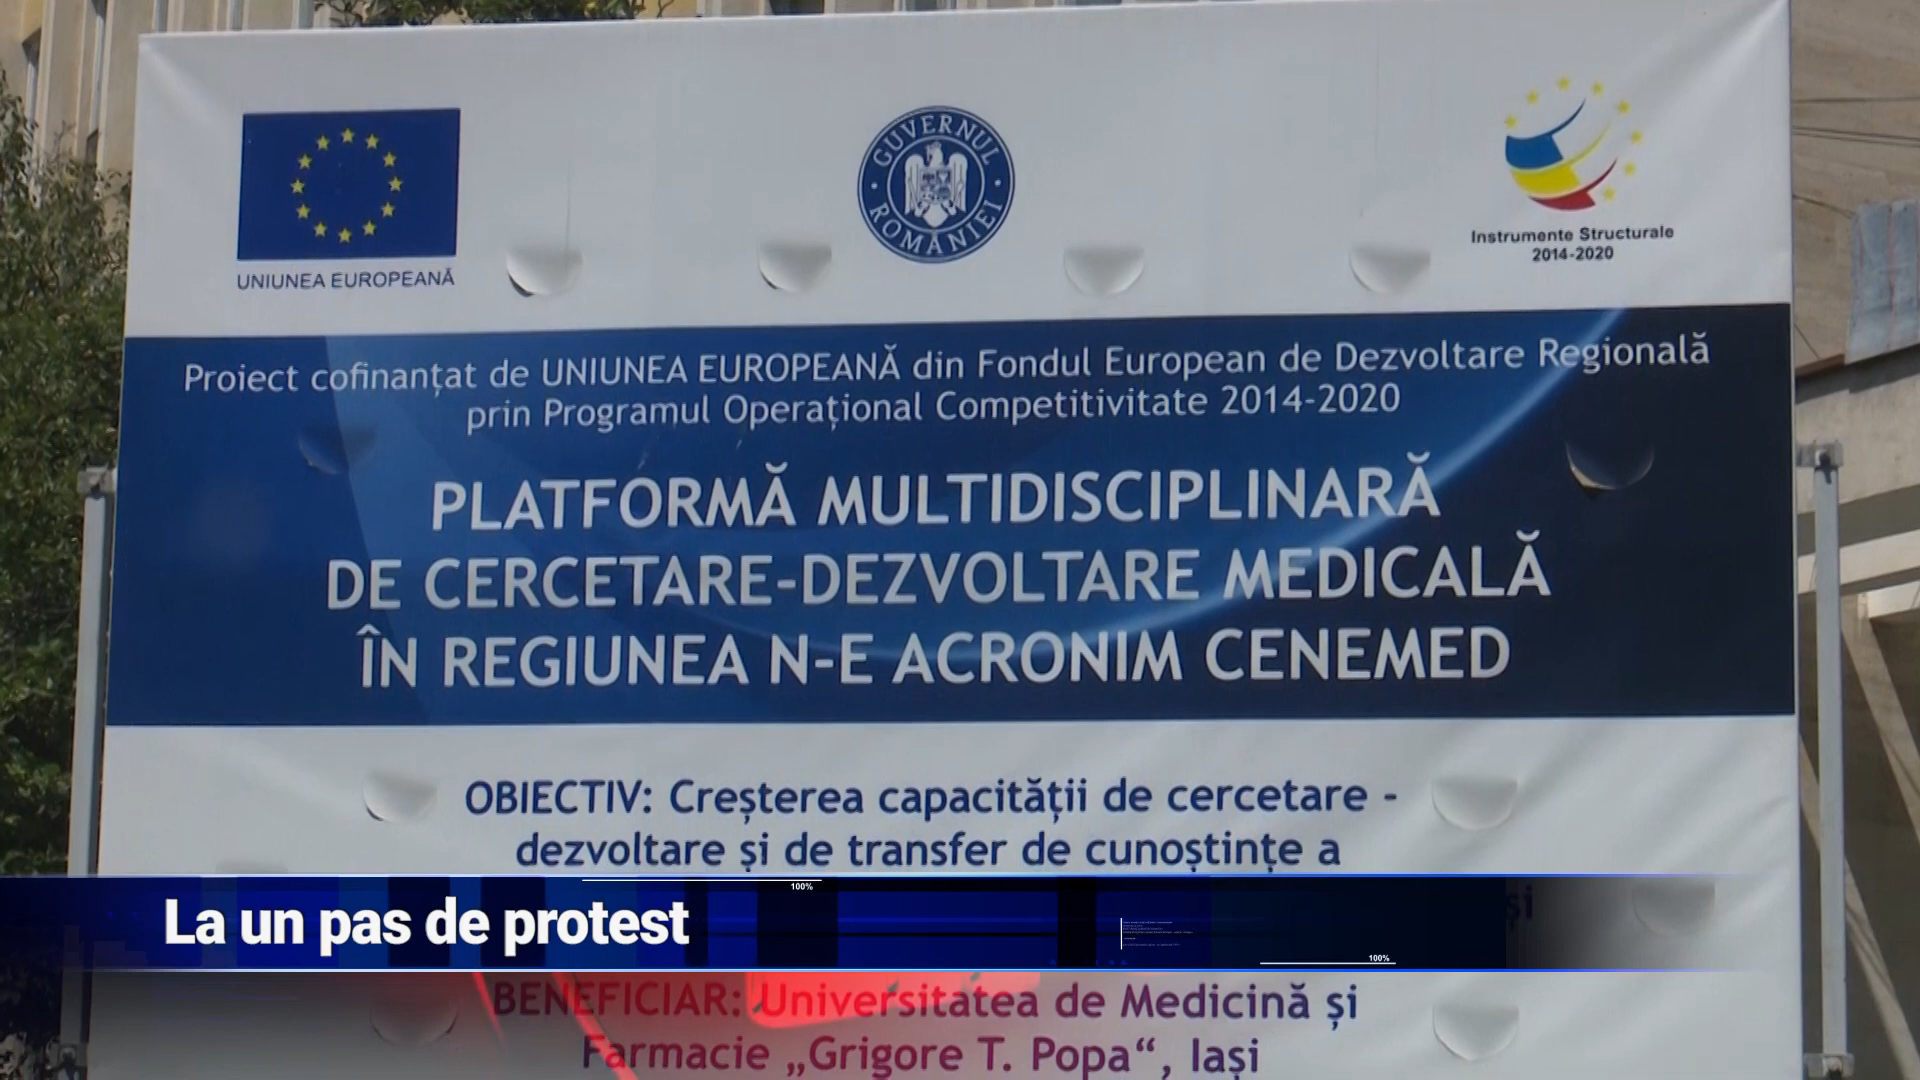 GUVERNUL ROMÂNIEI
UNIUNEA EUROPEANĂ
Instrumente Structurale
2014-2020
Proiect cofinanțat de UNIUNEA EUROPEANĂ din Fondul European de Dezvoltare Regională
prin Programul Operațional Competitivitate 2014-2020
PLATFORMĂ MULTIDISCIPLINARĂ
DE CERCETARE-DEZVOLTARE MEDICALĂ
ÎN REGIUNEA N-E ACRONIM CENEMED
OBIECTIV: Creșterea capacității de cercetare -
dezvoltare și de transfer de cunoștințe a
100%
La un pas de protest
și
100%
BENEFICIAR: Universitatea de Medicină și
Farmacie „Grigore T. Popa“, Iași